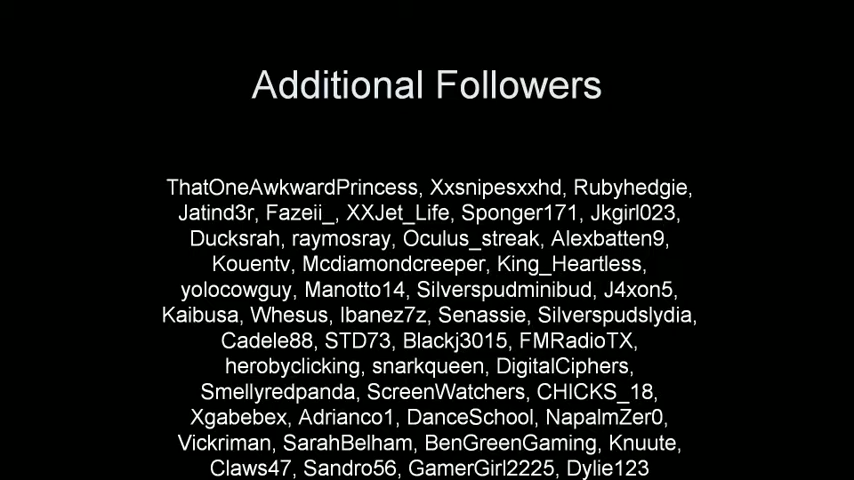 Additional Followers
ThatOneAwkwardPrincess, Xxsnipesxxhd, Rubyhedgie,
Jatind3r, Fazeii_, XXJet_Life, Sponger171, Jkgirl023,
Ducksrah, raymosray, Oculus_streak, Alexbatten9,
Kouentv, Mcdiamondcreeper, King_Heartless,
yolocowguy, Manotto14, Silverspudminibud, J4xon5,
Kaibusa, Whesus, Ibanez7z, Senassie, Silverspudslydia,
Cadele88, STD73, Blackj3015, FMRadioTX,
herobyclicking, snarkqueen, DigitalCiphers,
Smellyredpanda, ScreenWatchers, CHICKS_18,
Xgabebex, Adrianco1, DanceSchool, NapalmZer0,
Vickriman, SarahBelham, BenGreenGaming, Knuute,
Claws47, Sandro56, GamerGirl2225, Dylie123